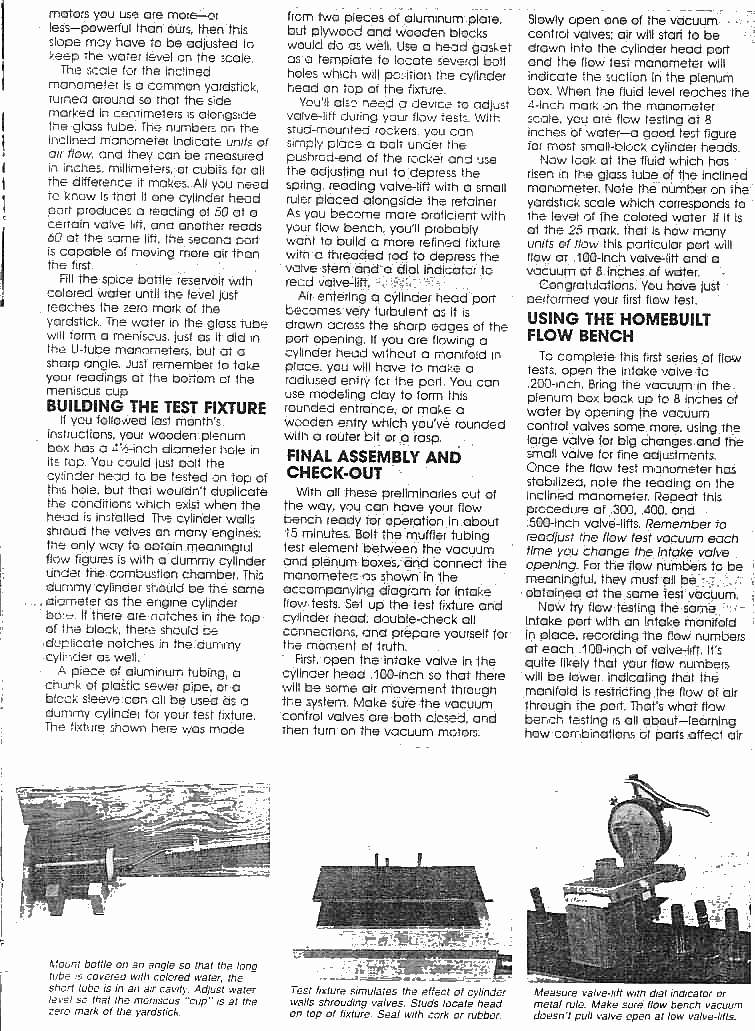 motors you use are more—or
less—powerful than ours, then this
slope may have to be adjusted to
keep the water level on the scale.
The scale for the inclined
manometer is a common yardstick,
turned around so that the side
marked in centimeters is alongside
the glass tube. The numbers on the
inclined manometer indicate units of
air flow, and they can be measured
in inches, millimeters, or cubits for all
the difference it makes. All you need
to know is that if one cylinder head
port produces a reading of 50 at a
certain valve lift, and another reads
60 at the same lift, the second port
is capable of moving more air than
the first.
Fill the spice bottle reservoir with
colored water until the level just
reaches the zero mark of the
yardstick. The water in the glass tube
will form a meniscus, just as it did in
the U-tube manometers, but at a
sharp angle. Just remember to take
your readings at the bottom of the
meniscus cup.
BUILDING THE TEST FIXTURE
If you followed last month's
instructions, your wooden plenum
box has a 4½-inch diameter hole in
its top. You could just bolt the
cylinder head to be tested on top of
this hole, but that wouldn't duplicate
the conditions which exist when the
head is installed. The cylinder walls
shroud the valves on many engines;
the only way to obtain meaningful
flow figures is with a dummy cylinder
under the combustion chamber. This
dummy cylinder should be the same
diameter as the engine cylinder
bore. If there are notches in the top
of the block, there should be
duplicate notches in the dummy
cylinder as well.
A piece of aluminum tubing, a
chunk of plastic sewer pipe, or a
block sleeve can all be used as a
dummy cylinder for your test fixture.
The fixture shown here was made
from two pieces of aluminum plate,
but plywood and wooden blocks
would do as well. Use a head gasket
as a template to locate several bolt
holes which will position the cylinder
head on top of the fixture.
You'll also need a device to adjust
valve-lift during your flow tests. With
stud-mounted rockers, you can
simply place a bolt under the
pushrod-end of the rocker and use
the adjusting nut to depress the
spring, reading valve-lift with a small
ruler placed alongside the retainer.
As you become more proficient with
your flow bench, you'll probably
want to build a more refined fixture
with a threaded rod to depress the
valve stem and a dial indicator to
read valve-lift.
Air entering a cylinder head port
becomes very turbulent as it is
drawn across the sharp edges of the
port opening. If you are flowing a
cylinder head without a manifold in
place, you will have to make a
radiused entry for the port. You can
use modeling clay to form this
rounded entrance, or make a
wooden entry which you've rounded
with a router bit or a rasp.
FINAL ASSEMBLY AND
CHECK-OUT
With all these preliminaries out of
the way, you can have your flow
bench ready for operation in about
15 minutes. Bolt the muffler tubing
test element between the vacuum
and plenum boxes, and connect the
manometers as shown in the
accompanying diagram for intake
flow tests. Set up the test fixture and
cylinder head, double-check all
connections, and prepare yourself for
the moment of truth.
First, open the intake valve in the
cylinder head .100-inch so that there
will be some air movement through
the system. Make sure the vacuum
control valves are both closed, and
then turn on the vacuum motors.
Slowly open one of the vacuum
control valves; air will start to be
drawn into the cylinder head port
and the flow test manometer will
indicate the suction in the plenum
box. When the fluid level reaches the
4-inch mark on the manometer
scale, you are flow testing at 8
inches of water—a good test figure
for most small-block cylinder heads.
Now look at the fluid which has
risen in the glass tube of the inclined
manometer. Note the number on the
yardstick scale which corresponds to
the level of the colored water. If it is
at the 25 mark, that is how many
units of flow this particular port will
flow at .100-inch valve-lift and a
vacuum of 8 inches of water.
Congratulations. You have just
performed your first flow test.
USING THE HOMEBUILT
FLOW BENCH
To complete this first series of flow
tests, open the intake valve to
.200-inch. Bring the vacuum in the
plenum box back up to 8 inches of
water by opening the vacuum
control valves some more, using the
large valve for big changes and the
small valve for fine adjustments.
Once the flow test manometer has
stabilized, note the reading on the
inclined manometer. Repeat this
procedure at .300, .400, and
.500-inch valve-lifts. Remember to
readjust the flow test vacuum each
time you change the intake valve
opening. For the flow numbers to be
meaningful, they must all be
obtained at the same test vacuum.
Now try flow testing the same
intake port with an intake manifold
in place, recording the flow numbers
at each .100-inch of valve-lift. It's
quite likely that your flow numbers
will be lower, indicating that the
manifold is restricting the flow of air
through the port. That's what flow
bench testing is all about—learning
how combinations of parts affect air
Mount bottle on an angle so that the long
tube is covered with colored water, the
short tube is in an air cavity. Adjust water
level so that the meniscus "cup" is at the
zero mark of the yardstick.
Test fixture simulates the effect of cylinder
walls shrouding valves. Studs locate head
on top of fixture. Seal with cork or rubber.
Measure valve-lift with dial indicator or
metal rule. Make sure flow bench vacuum
doesn't pull valve open at low valve-lifts.